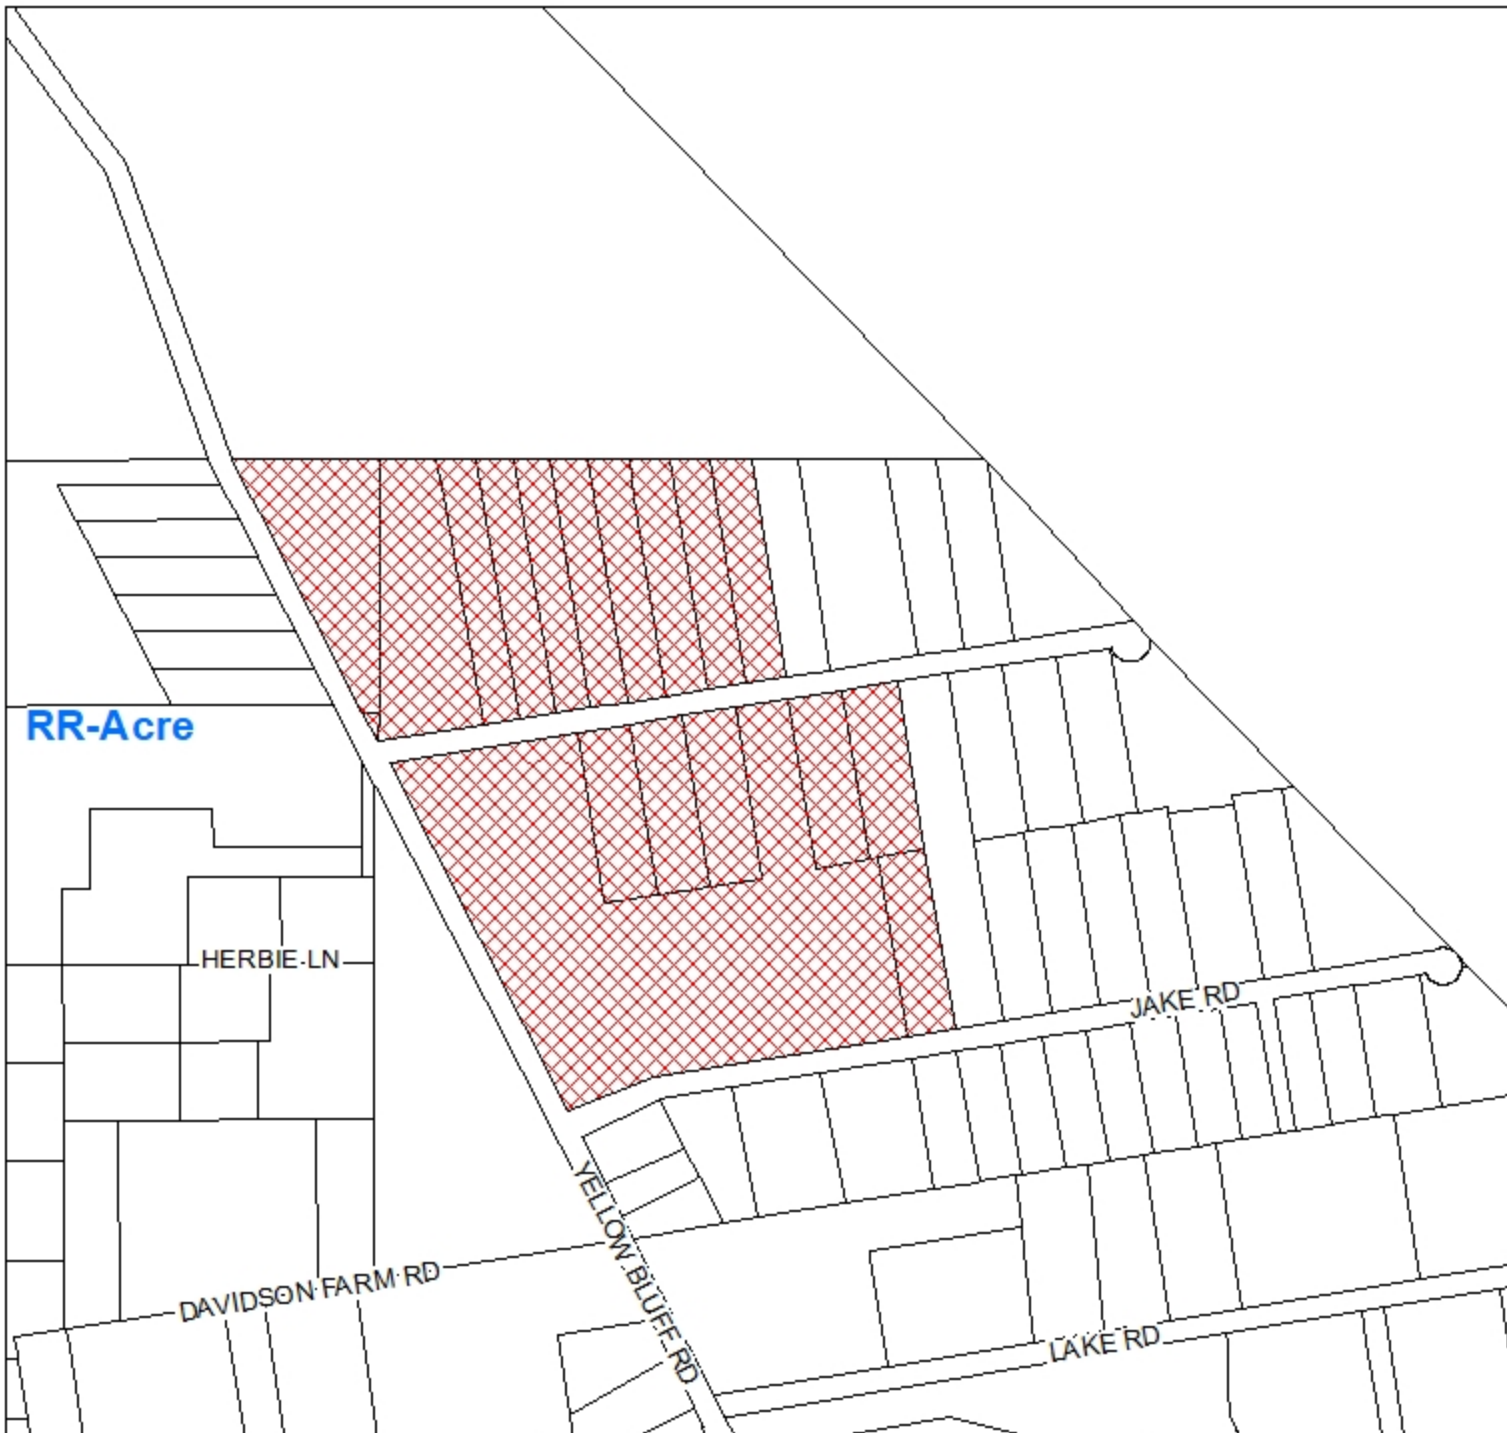 RR-Acre
HERBIE LN
JAKE RD
YELLOW BLUFF RD
DAVIDSON FARM RD
LAKE RD